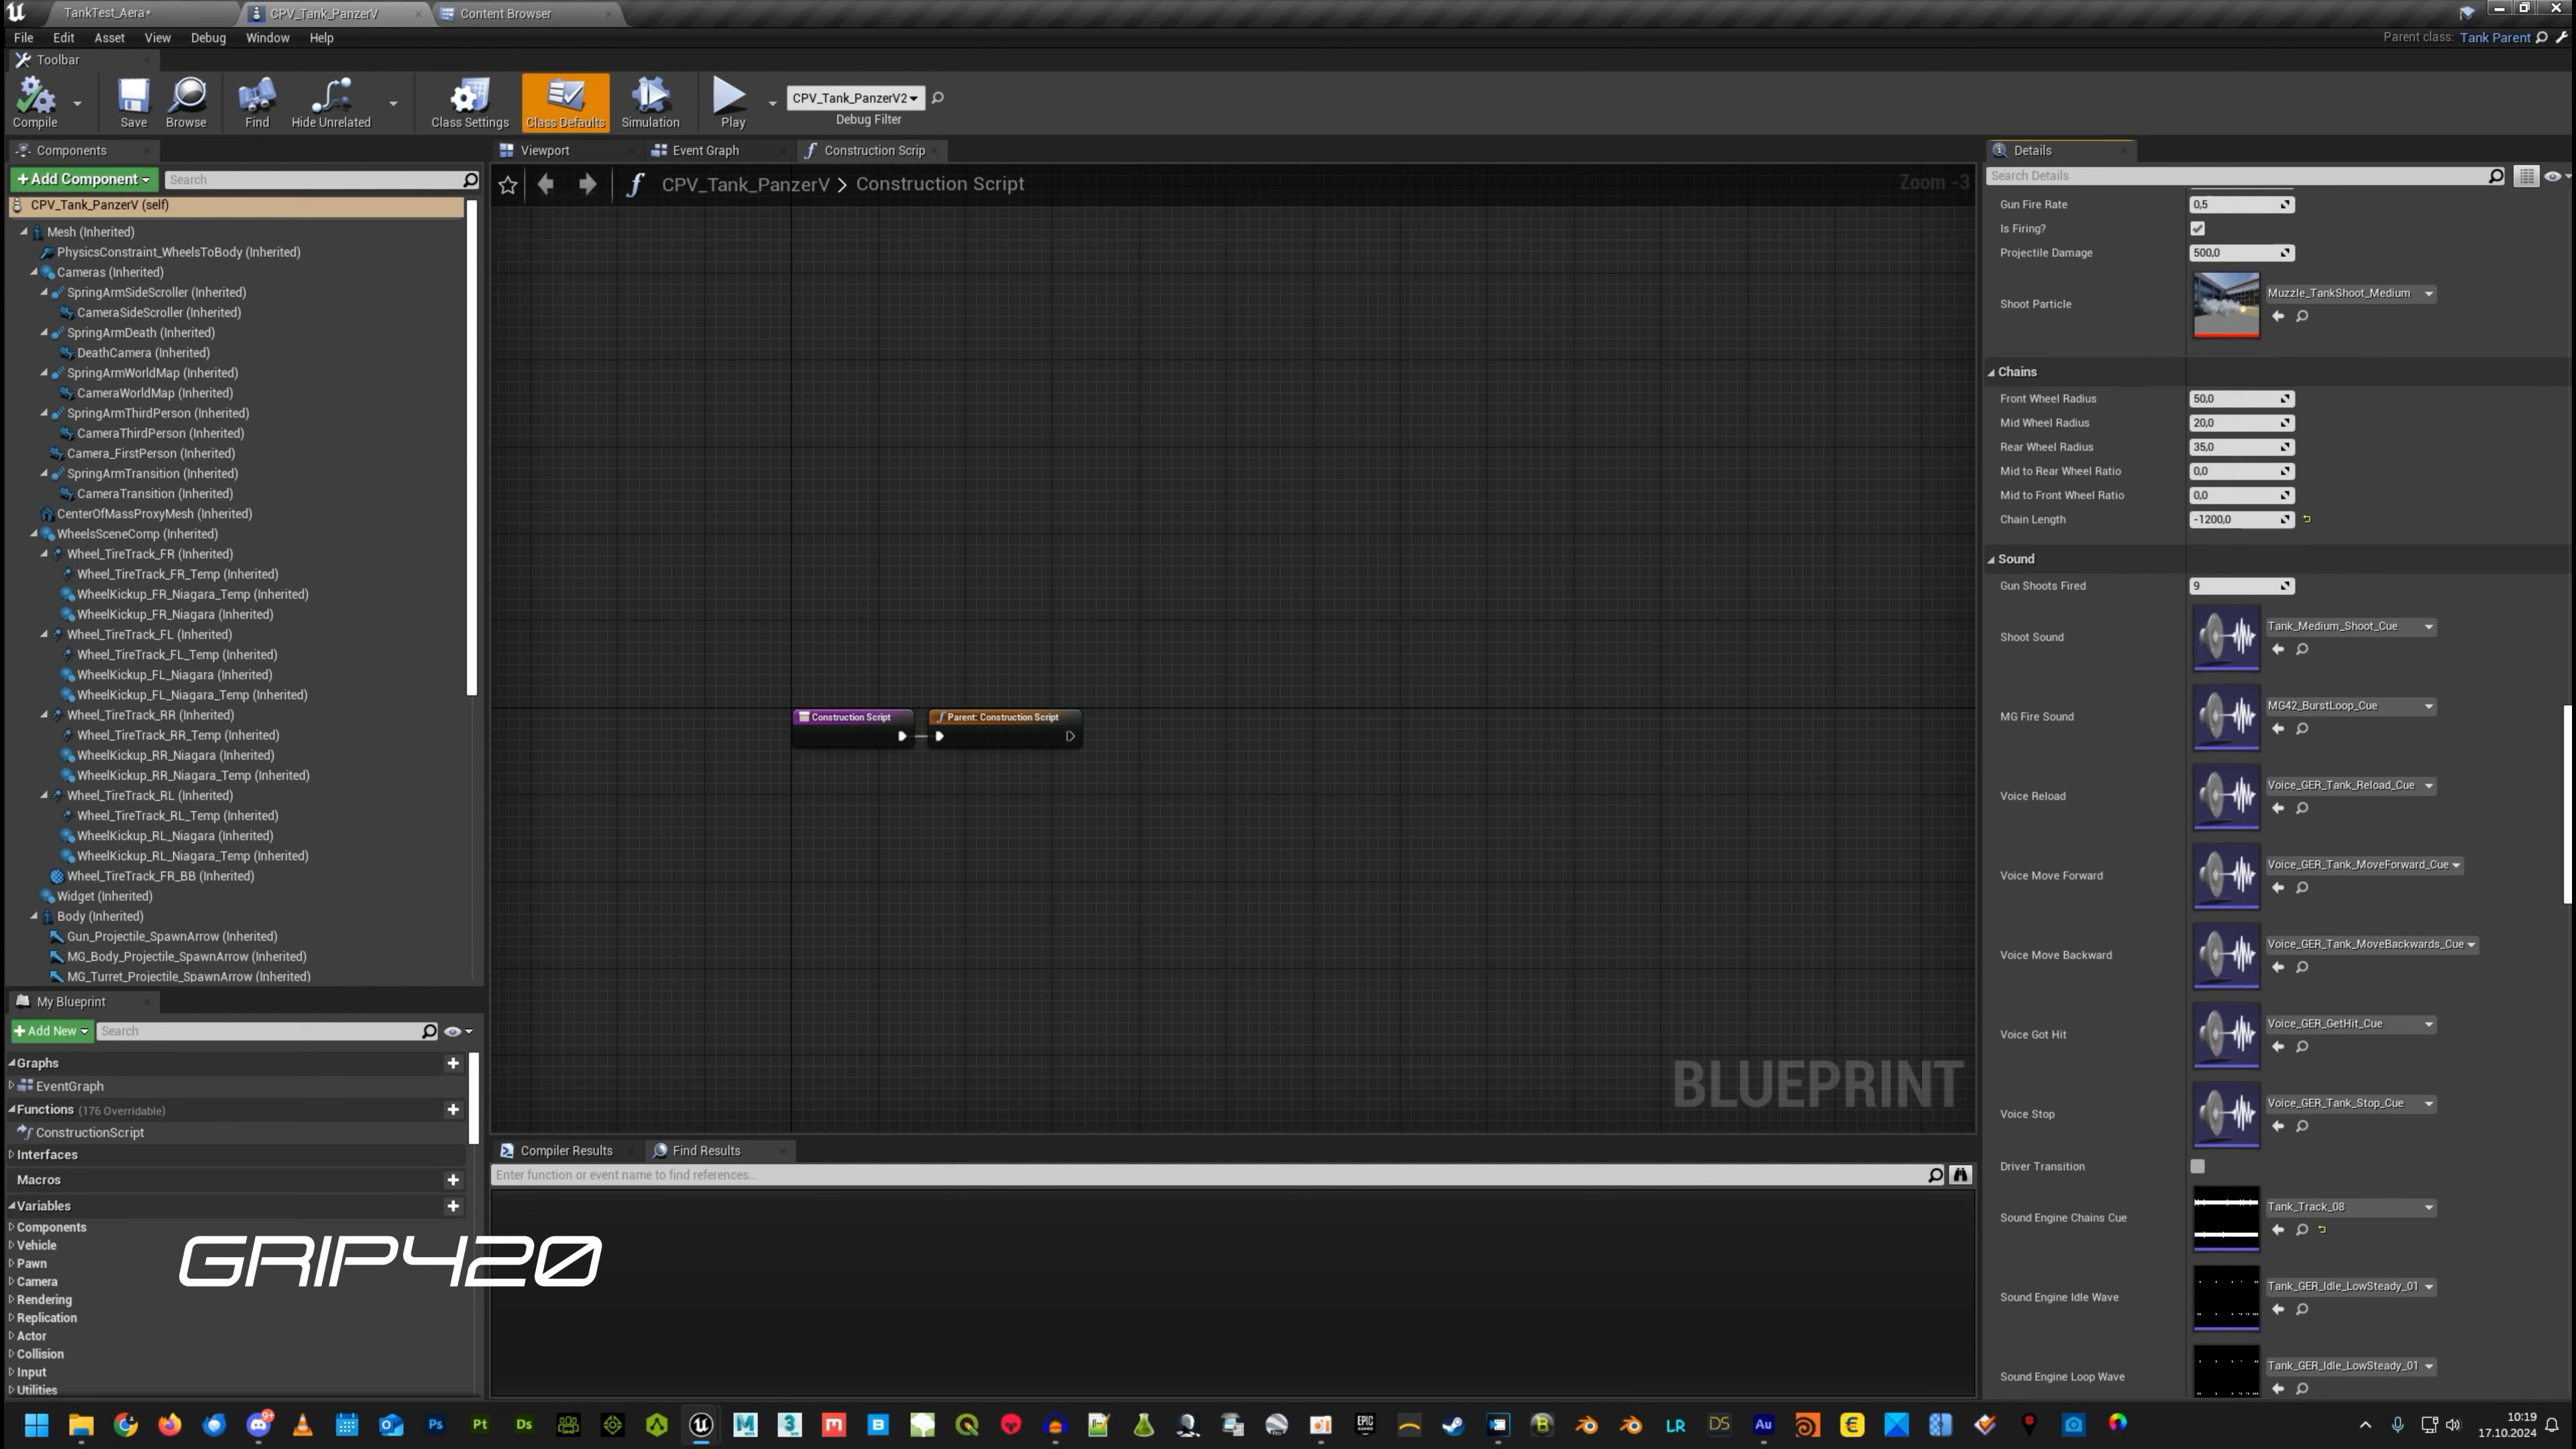 TankTest_Aera*
CPV_Tank_PanzerV
Content Browser
File Edit Asset View Debug Window Help
Parent class: Tank Parent
Toolbar
Compile
Save
Browse
Find
Hide Unrelated
Class Settings
Class Defaults
Simulation
Play
CPV_Tank_PanzerV2
Debug Filter
Components
+Add Component
Search
CPV_Tank_PanzerV (self)
Mesh (Inherited)
PhysicsConstraint_WheelsToBody (Inherited)
Cameras (Inherited)
SpringArmSideScroller (Inherited)
CameraSideScroller (Inherited)
SpringArmDeath (Inherited)
DeathCamera (Inherited)
SpringArmWorldMap (Inherited)
CameraWorldMap (Inherited)
SpringArmThirdPerson (Inherited)
CameraThirdPerson (Inherited)
Camera_FirstPerson (Inherited)
SpringArmTransition (Inherited)
CameraTransition (Inherited)
CenterOfMassProxyMesh (Inherited)
WheelsSceneComp (Inherited)
Wheel_TireTrack_FR (Inherited)
Wheel_TireTrack_FR_Temp (Inherited)
WheelKickup_FR_Niagara_Temp (Inherited)
WheelKickup_FR_Niagara (Inherited)
Wheel_TireTrack_FL (Inherited)
Wheel_TireTrack_FL_Temp (Inherited)
WheelKickup_FL_Niagara (Inherited)
WheelKickup_FL_Niagara_Temp (Inherited)
Wheel_TireTrack_RR (Inherited)
Wheel_TireTrack_RR_Temp (Inherited)
WheelKickup_RR_Niagara (Inherited)
WheelKickup_RR_Niagara_Temp (Inherited)
Wheel_TireTrack_RL (Inherited)
Wheel_TireTrack_RL_Temp (Inherited)
WheelKickup_RL_Niagara (Inherited)
WheelKickup_RL_Niagara_Temp (Inherited)
Wheel_TireTrack_FR_BB (Inherited)
Widget (Inherited)
Body (Inherited)
Gun_Projectile_SpawnArrow (Inherited)
MG_Body_Projectile_SpawnArrow (Inherited)
MG_Turret_Projectile_SpawnArrow (Inherited)
My Blueprint
+Add New
Search
Graphs
EventGraph
Functions (176 Overridable)
ConstructionScript
Interfaces
Macros
Variables
Components
Vehicle
Pawn
Camera
Rendering
Replication
Actor
Collision
Input
Utilities
GRIP420
Viewport
Event Graph
Construction Scrip
CPV_Tank_PanzerV > Construction Script
Zoom -3
Construction Script
Parent: Construction Script
BLUEPRINT
Compiler Results
Find Results
Enter function or event name to find references...
Details
Search Details
Gun Fire Rate 0,5
Is Firing?
Projectile Damage 500,0
Shoot Particle Muzzle_TankShoot_Medium
Chains
Front Wheel Radius 50,0
Mid Wheel Radius 20,0
Rear Wheel Radius 35,0
Mid to Rear Wheel Ratio 0,0
Mid to Front Wheel Ratio 0,0
Chain Length -1200,0
Sound
Gun Shoots Fired 9
Shoot Sound Tank_Medium_Shoot_Cue
MG Fire Sound MG42_BurstLoop_Cue
Voice Reload Voice_GER_Tank_Reload_Cue
Voice Move Forward Voice_GER_Tank_MoveForward_Cue
Voice Move Backward Voice_GER_Tank_MoveBackwards_Cue
Voice Got Hit Voice_GER_GetHit_Cue
Voice Stop Voice_GER_Tank_Stop_Cue
Driver Transition
Sound Engine Chains Cue Tank_Track_08
Sound Engine Idle Wave Tank_GER_Idle_LowSteady_01
Sound Engine Loop Wave Tank_GER_Idle_LowSteady_01
Ps Pt Ds
M 3 M B
EPIC GAMES
B
LR DS Au
€
10:19
17.10.2024